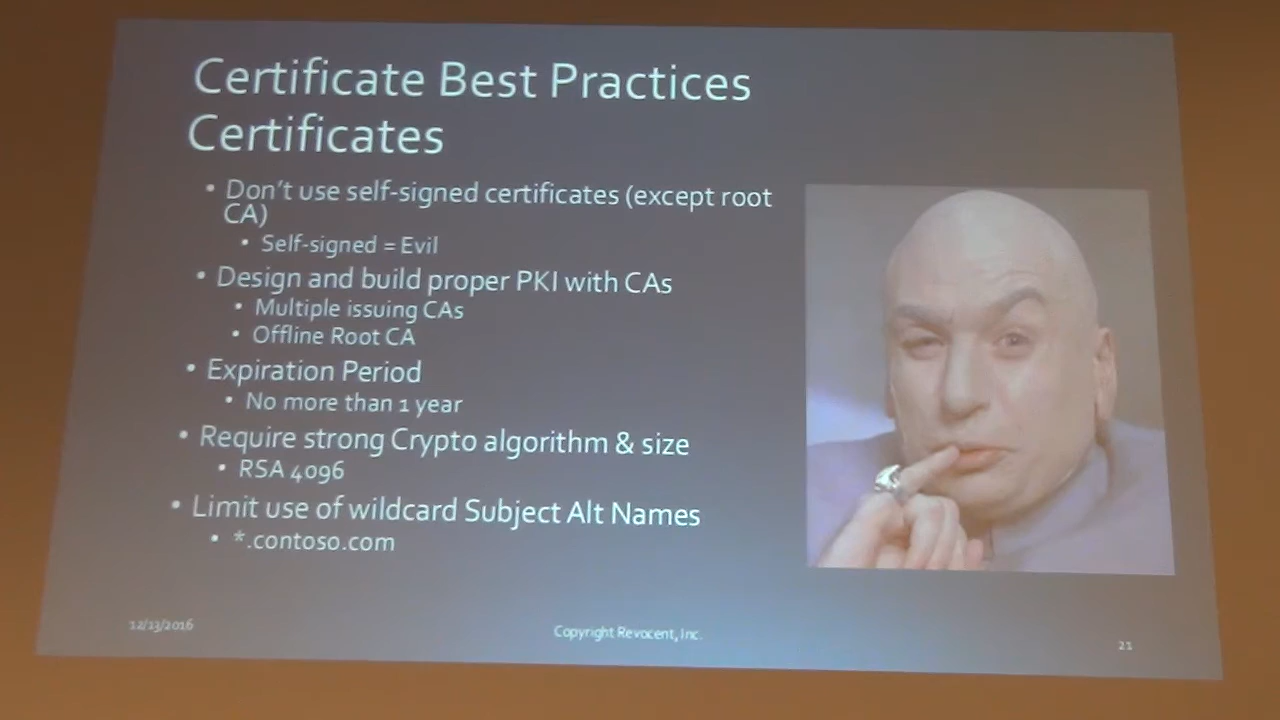 Certificate Best Practices
Certificates
• Don't use self-signed certificates (except root
CA)
• Self-signed = Evil
• Design and build proper PKI with CAs
• Multiple issuing CAs
• Offline Root CA
• Expiration Period
• No more than 1 year
• Require strong Crypto algorithm & size
• RSA 4096
• Limit use of wildcard Subject Alt Names
• *.contoso.com
12/13/2016
Copyright Revocent, Inc.
21